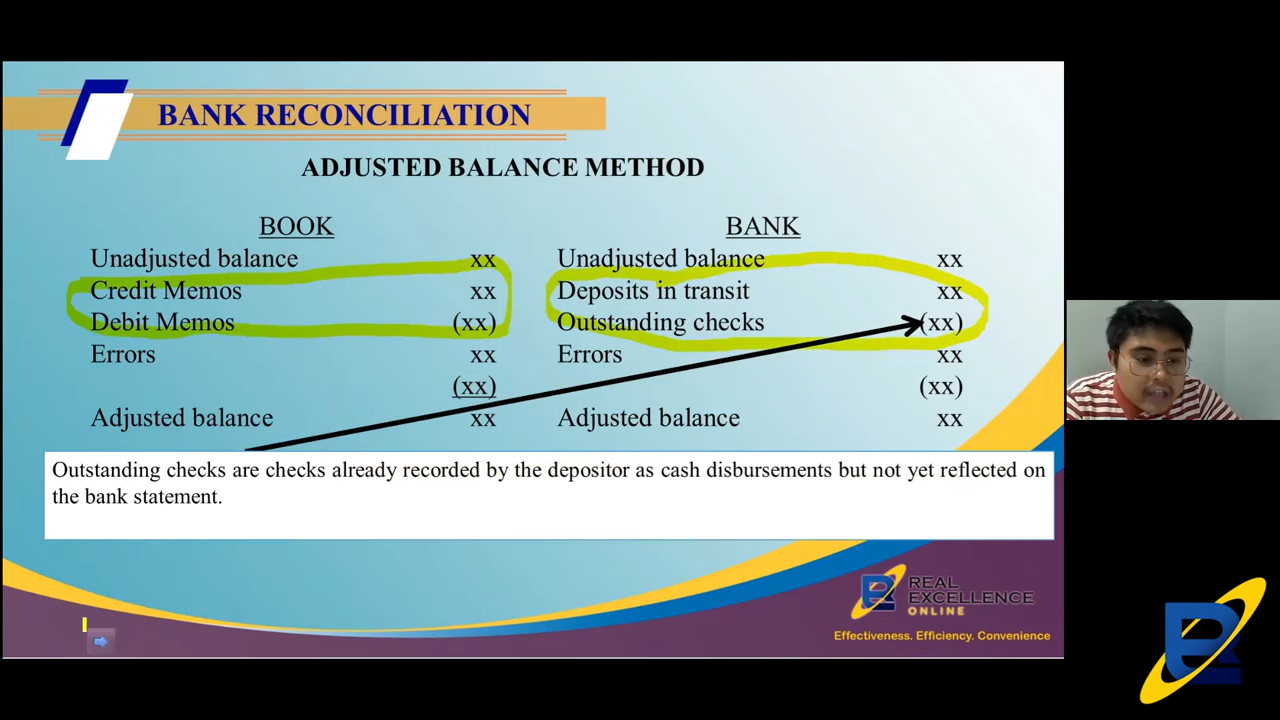 BANK RECONCILIATION
ADJUSTED BALANCE METHOD
BOOK
Unadjusted balance xx
Credit Memos xx
Debit Memos (xx)
Errors xx
(xx)
Adjusted balance xx
BANK
Unadjusted balance xx
Deposits in transit xx
Outstanding checks (xx)
Errors xx
(xx)
Adjusted balance xx
Outstanding checks are checks already recorded by the depositor as cash disbursements but not yet reflected on
the bank statement.
REAL
EXCELLENCE
ONLINE
Effectiveness. Efficiency. Convenience